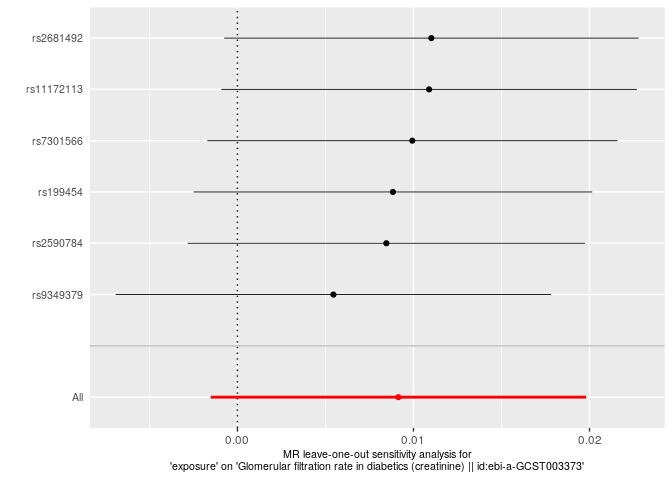 rs2681492
rs11172113
rs7301566
rs199454
rs2590784
rs9349379
All
0.00 0.01 0.02
MR leave-one-out sensitivity analysis for
'exposure' on 'Glomerular filtration rate in diabetics (creatinine) || id:ebi-a-GCST003373'